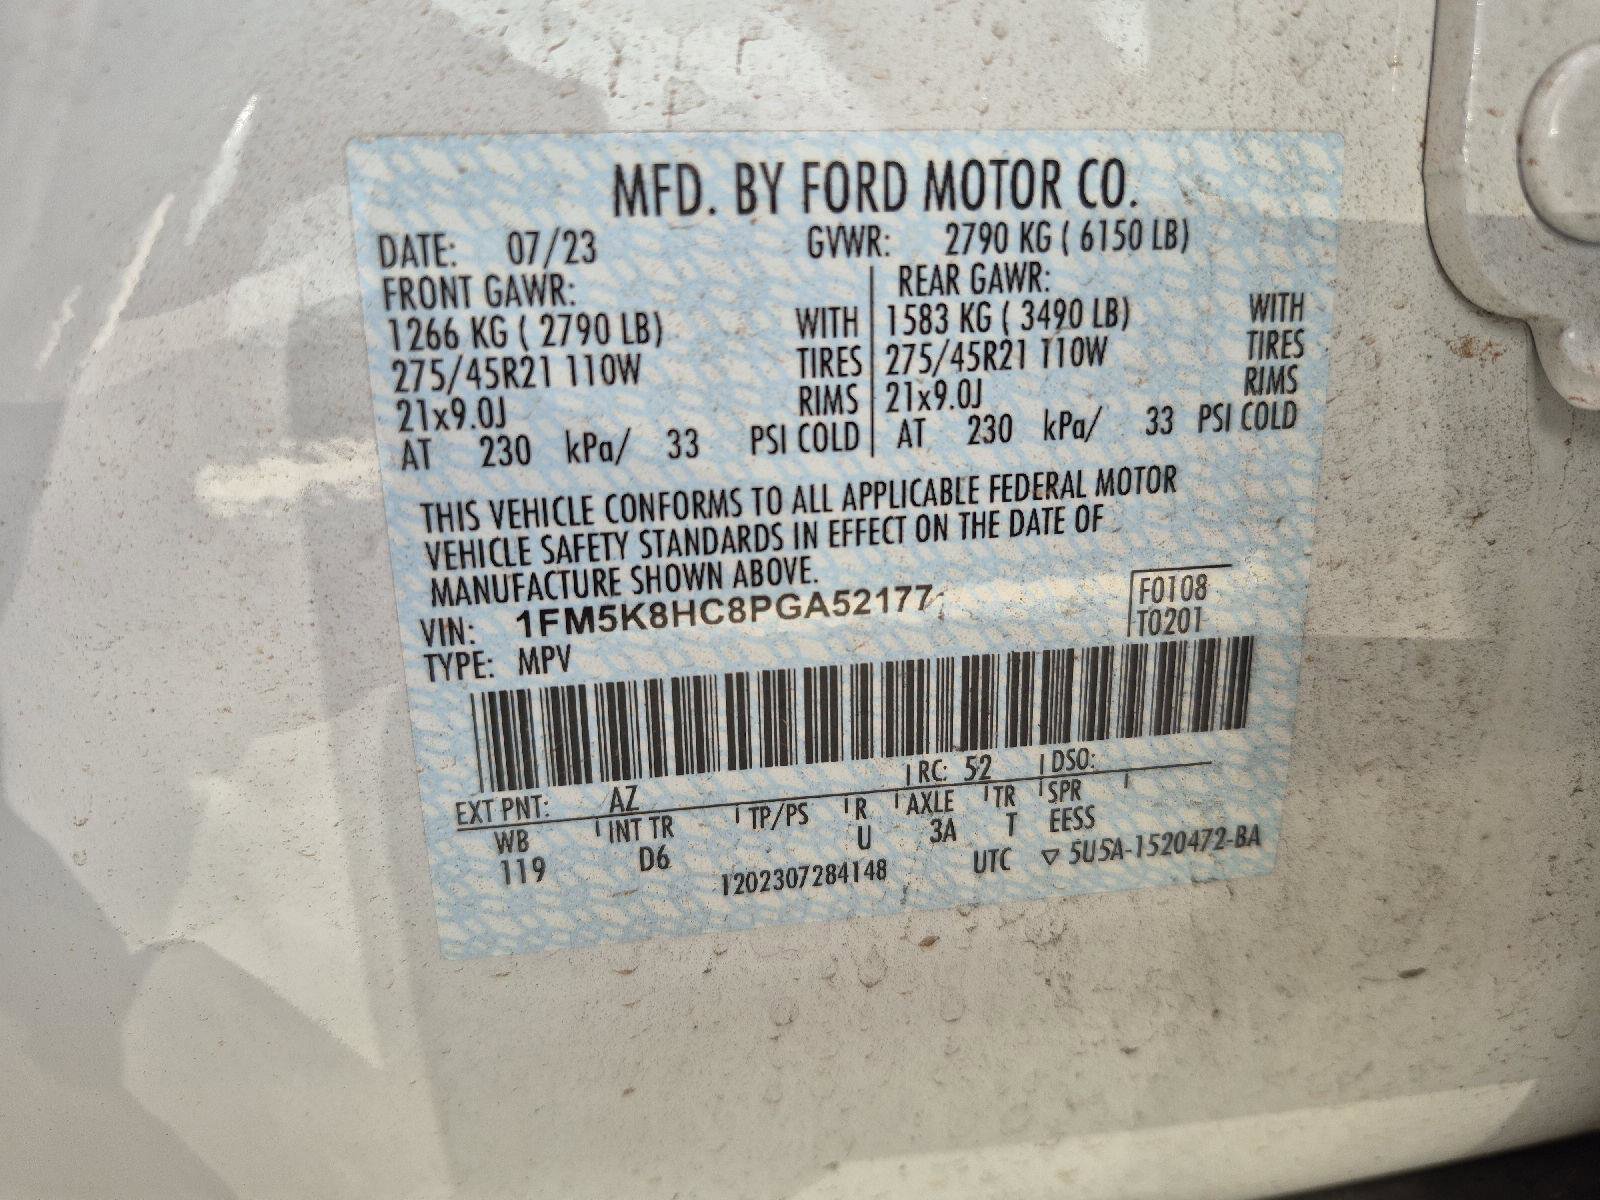 MFD. BY FORD MOTOR CO.
DATE: 07/23 GVWR: 2790 KG ( 6150 LB)
FRONT GAWR: REAR GAWR:
1266 KG ( 2790 LB) WITH 1583 KG ( 3490 LB) WITH
275/45R21 110W TIRES 275/45R21 110W TIRES
21x9.0J RIMS 21x9.0J RIMS
AT 230 kPa/ 33 PSI COLD AT 230 kPa/ 33 PSI COLD
THIS VEHICLE CONFORMS TO ALL APPLICABLE FEDERAL MOTOR
VEHICLE SAFETY STANDARDS IN EFFECT ON THE DATE OF
MANUFACTURE SHOWN ABOVE.
VIN: 1FM5K8HC8PGA52177 F0108
TYPE: MPV T0201
EXT PNT: AZ RC: 52 DSO:
WB INT TR TP/PS R AXLE TR SPR
119 D6 U 3A T EESS
1202307284148 UTC ▽ 5U5A-1520472-BA